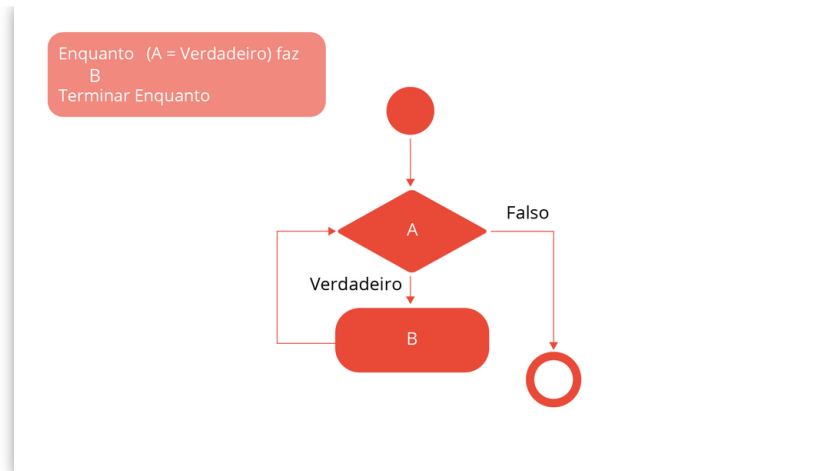 Enquanto (A = Verdadeiro) faz
B
Terminar Enquanto
Falso
A
Verdadeiro
B